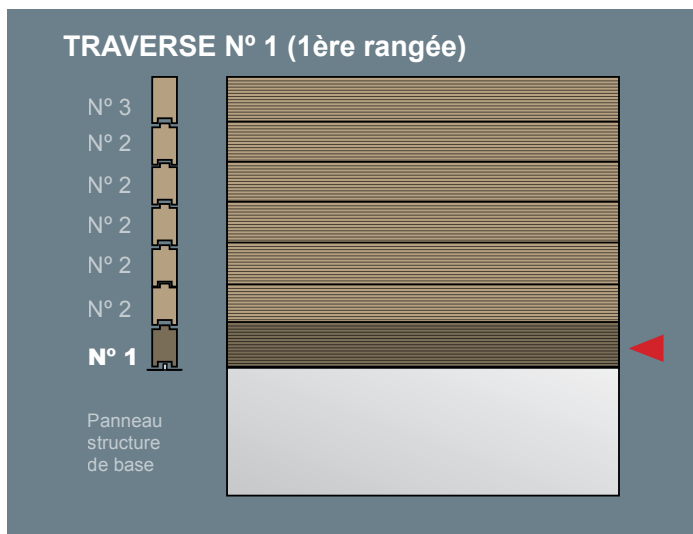 TRAVERSE Nº 1 (1ère rangée)
Nº 3
Nº 2
Nº 2
Nº 2
Nº 2
Nº 2
Nº 1
Panneau
structure
de base